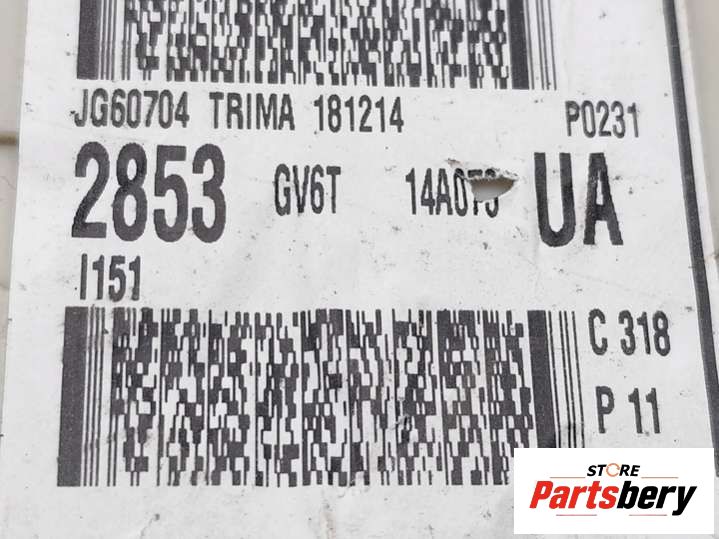 JG60704 TRIMA 181214 P0231
2853 GV6T UA
I151
C 318
P 11
STORE
Partsbery